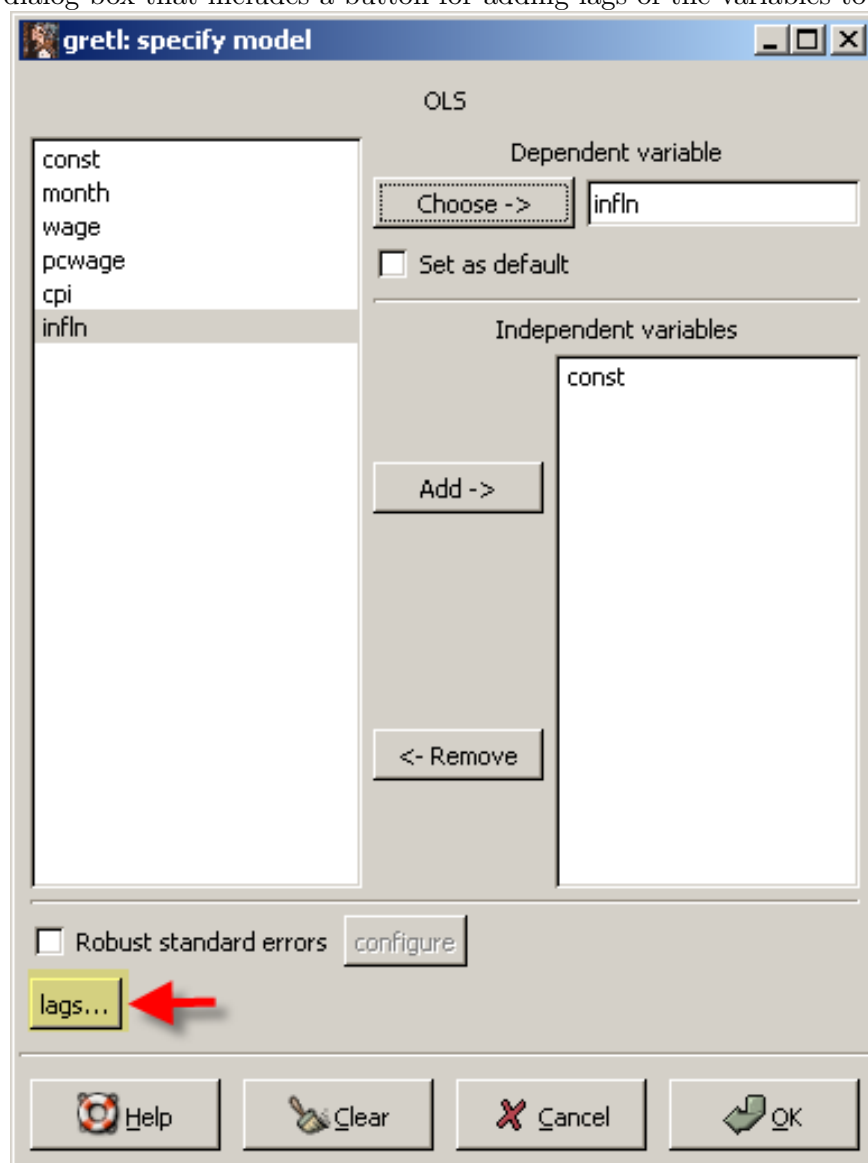 dialog box that includes a button for adding lags of the variables to
gretl: specify model
OLS
const
month
wage
pcwage
cpi
infln
Dependent variable
Choose -> infln
Set as default
Independent variables
const
Add ->
<- Remove
Robust standard errors configure
lags...
Help Clear Cancel OK